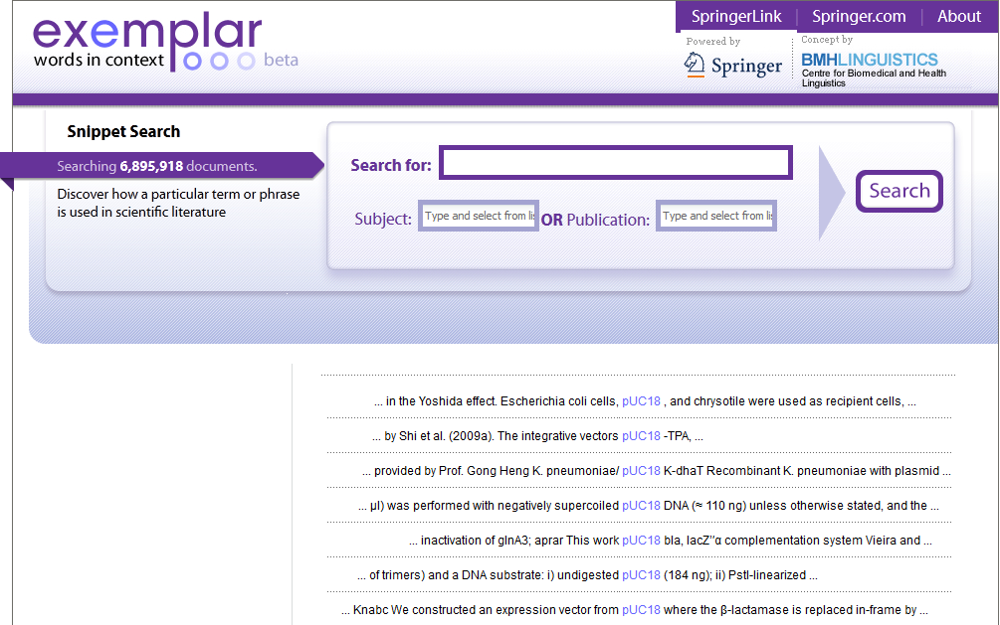 SpringerLink | Springer.com | About
exemplar
words in context
beta
Powered by
Springer
Concept by
BMHLINGUISTICS
Centre for Biomedical and Health
Linguistics
Snippet Search
Searching 6,895,918 documents.
Discover how a particular term or phrase
is used in scientific literature
Search for:
Search
Subject: Type and select from lis OR Publication: Type and select from lis
... in the Yoshida effect. Escherichia coli cells, pUC18 , and chrysotile were used as recipient cells, ...
... by Shi et al. (2009a). The integrative vectors pUC18 -TPA, ...
... provided by Prof. Gong Heng K. pneumoniae/ pUC18 K-dhaT Recombinant K. pneumoniae with plasmid ...
... µl) was performed with negatively supercoiled pUC18 DNA (≈ 110 ng) unless otherwise stated, and the ...
... inactivation of glnA3; aprar This work pUC18 bla, lacZ"α complementation system Vieira and ...
... of trimers) and a DNA substrate: i) undigested pUC18 (184 ng); ii) PstI-linearized ...
... Knabc We constructed an expression vector from pUC18 where the β-lactamase is replaced in-frame by ...